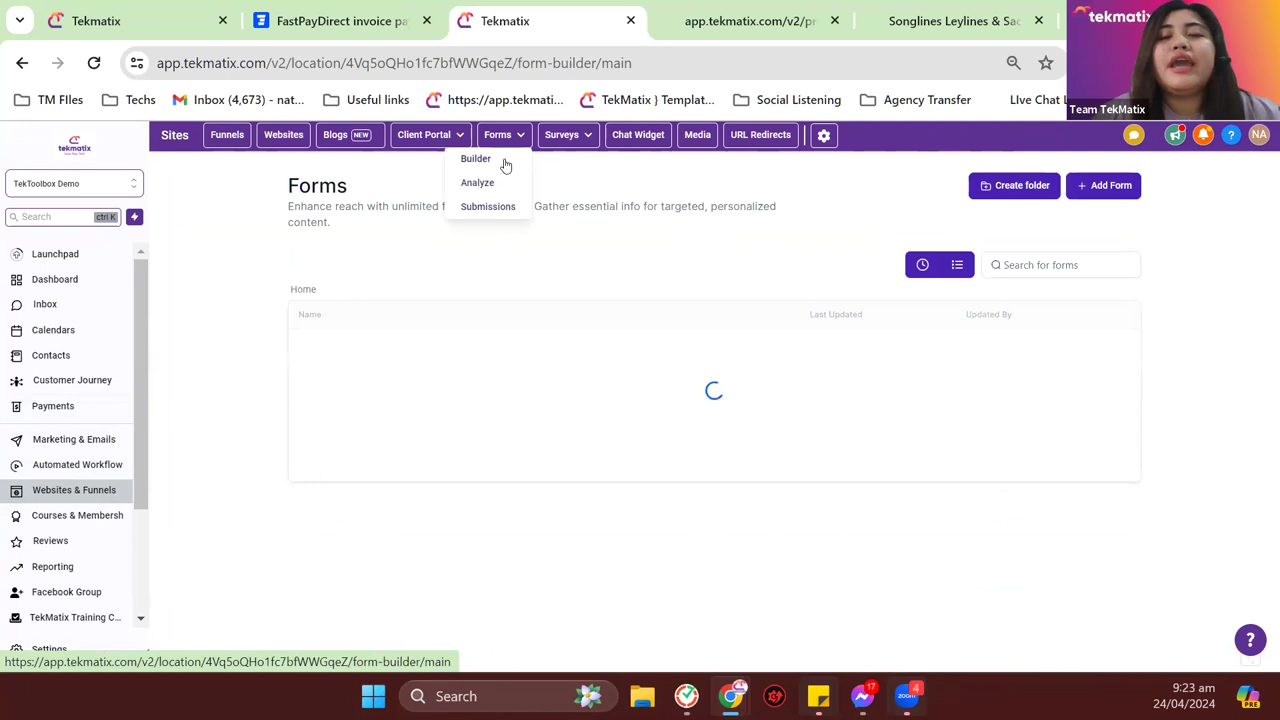 Tekmatix
FastPayDirect invoice pa
Tekmatix
app.tekmatix.com/v2/pr
Songlines Leylines & Sac
tekmatix
app.tekmatix.com/v2/location/4Vq5oQHo1fc7bfWWGqeZ/form-builder/main
TM FIles
Techs
Inbox (4,673) - nat...
Useful links
https://app.tekmati...
TekMatix } Templat...
Social Listening
Agency Transfer
LIve Chat
Team TekMatix
tekmatix
Sites
Funnels
Websites
Blogs NEW
Client Portal
Forms
Surveys
Chat Widget
Media
URL Redirects
NA
Builder
Analyze
Submissions
TekToolbox Demo
Search
ctrl K
Forms
Enhance reach with unlimited f
Gather essential info for targeted, personalized
content.
Create folder
+ Add Form
Search for forms
Home
Name
Last Updated
Updated By
Launchpad
Dashboard
Inbox
Calendars
Contacts
Customer Journey
Payments
Marketing & Emails
Automated Workflow
Websites & Funnels
Courses & Membersh
Reviews
Reporting
Facebook Group
TekMatix Training C...
Settings
?
https://app.tekmatix.com/v2/location/4Vq5oQHo1fc7bfWWGqeZ/form-builder/main
Search
17
zoom
4
9:23 am
24/04/2024
PRE